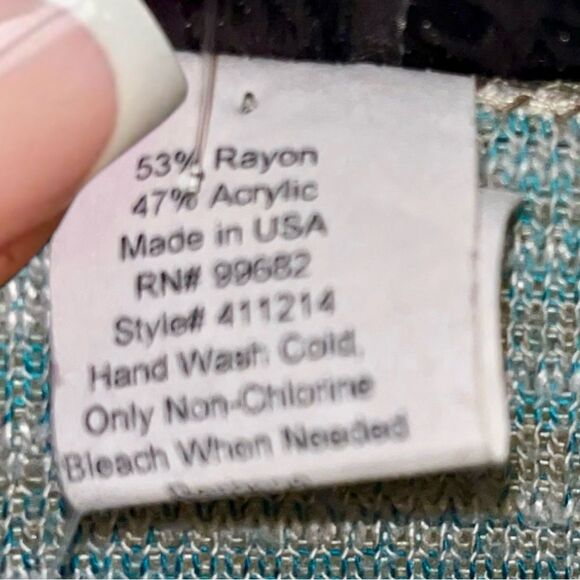 53% Rayon
47% Acrylic
Made in USA
RN# 99682
Style# 411214
Hand Wash Cold,
Only Non-Chlorine
Bleach When Needed